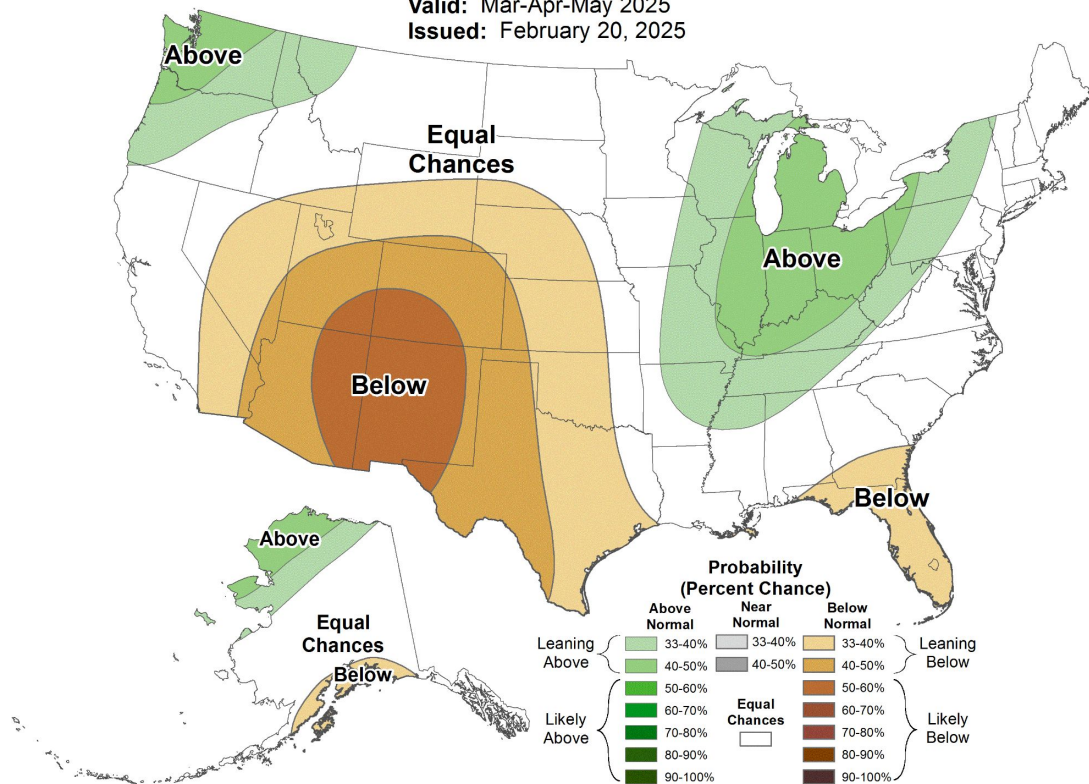 Valid: Mar-Apr-May 2025
Issued: February 20, 2025
Above
Equal
Chances
Above
Below
Below
Above
Equal
Chances
Below
Probability
(Percent Chance)
Above
Normal
Near
Normal
Below
Normal
Leaning
Above
33-40%
40-50%
50-60%
60-70%
70-80%
80-90%
90-100%
Likely
Above
33-40%
40-50%
Equal
Chances
33-40%
40-50%
50-60%
60-70%
70-80%
80-90%
90-100%
Leaning
Below
Likely
Below